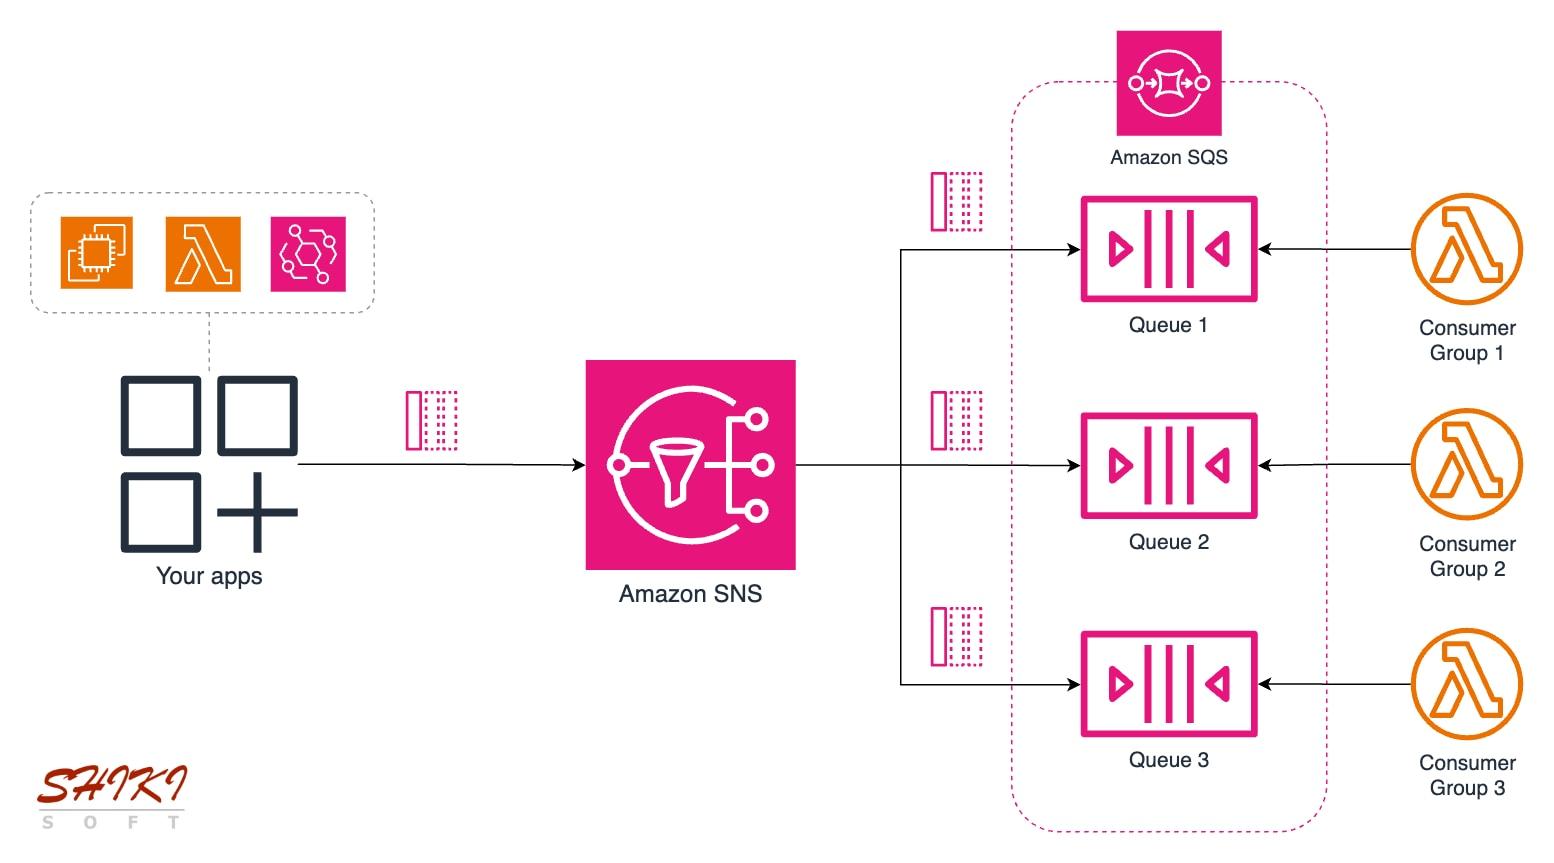 Amazon SQS
Queue 1
Consumer
Group 1
Your apps
Amazon SNS
Queue 2
Consumer
Group 2
Queue 3
Consumer
Group 3
SHIKI
SOFT